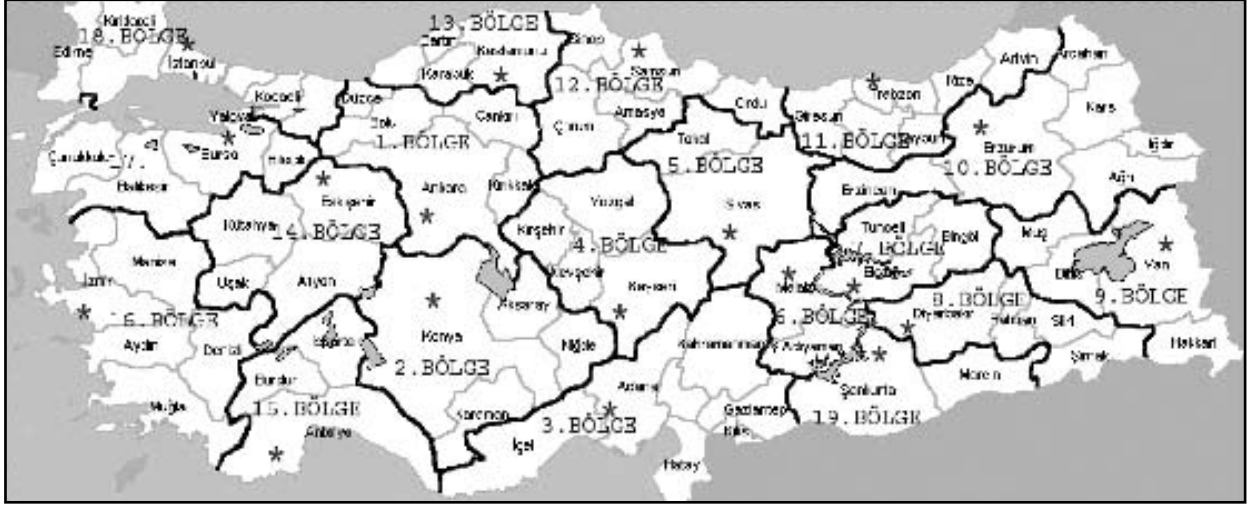 Kırklareli
18.BÖLGE
Edirne
İstanbul
Kocaeli
Yalova
Bursa
Bilecik
Çanakkale
17.
Balıkesir
13.BÖLGE
Bartın
Kastamonu
Karabük
Düzce
Bolu
Çankırı
1.BÖLGE
Ankara
Kırıkkale
Sinop
Samsun
12.BÖLGE
Çorum
Amasya
Ordu
Tokat
5.BÖLGE
Sivas
Giresun
Trabzon
Rize
Artvin
11.BÖLGE
Ardahan
Kars
Erzurum
10.BÖLGE
Iğdır
Ağrı
Erzincan
Eskişehir
Kütahya
14.BÖLGE
Uşak
Afyon
Yozgat
Kırşehir
4.BÖLGE
Nevşehir
Kayseri
Tunceli
7.BÖLGE
Bingöl
Elazığ
Muş
Bitlis
Van
9.BÖLGE
Hakkari
Manisa
İzmir
16.BÖLGE
Aydın
Denizli
Muğla
Isparta
Burdur
15.BÖLGE
Antalya
Aksaray
Konya
2.BÖLGE
Niğde
Karaman
İçel
3.BÖLGE
Adana
Kahramanmaraş
Gaziantep
Kilis
Hatay
Malatya
6.BÖLGE
Adıyaman
8.BÖLGE
Diyarbakır
Batman
Siirt
Şırnak
Mardin
Şanlıurfa
19.BÖLGE